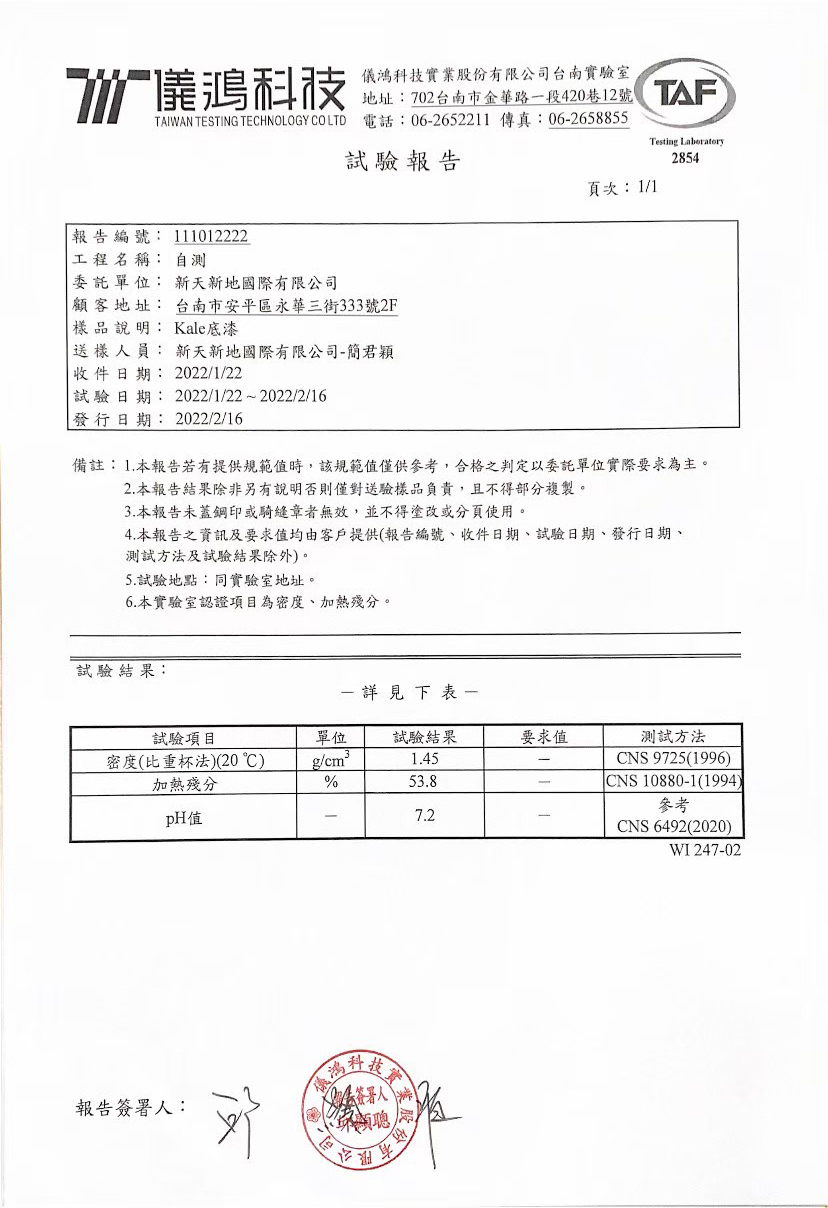 儀鴻科技
TAIWAN TESTING TECHNOLOGY CO LTD
儀鴻科技實業股份有限公司台南實驗室
地址：702台南市金華路一段420巷12號
電話：06-2652211 傳真：06-2658855
TAF
Testing Laboratory
2854
試驗報告
頁次：1/1
報告編號：111012222
工程名稱：自測
委託單位：新天新地國際有限公司
顧客地址：台南市安平區永華三街333號2F
樣品說明：Kale底漆
送樣人員：新天新地國際有限公司-簡君穎
收件日期：2022/1/22
試驗日期：2022/1/22 ~ 2022/2/16
發行日期：2022/2/16
備註：1.本報告若有提供規範值時，該規範值僅供參考，合格之判定以委託單位實際要求為主。
2.本報告結果除非另有說明否則僅對送驗樣品負責，且不得部分複製。
3.本報告未蓋鋼印或騎縫章者無效，並不得塗改或分頁使用。
4.本報告之資訊及要求值均由客戶提供(報告編號、收件日期、試驗日期、發行日期、
測試方法及試驗結果除外)。
5.試驗地點：同實驗室地址。
6.本實驗室認證項目為密度、加熱殘分。
試驗結果：
－詳見下表－
試驗項目 單位 試驗結果 要求值 測試方法
密度(比重杯法)(20 ℃) g/cm³ 1.45 － CNS 9725(1996)
加熱殘分 % 53.8 － CNS 10880-1(1994)
pH值 － 7.2 － 參考
CNS 6492(2020)
WI 247-02
報告簽署人：
儀鴻科技實業股份有限公司
簽署人
顯聰